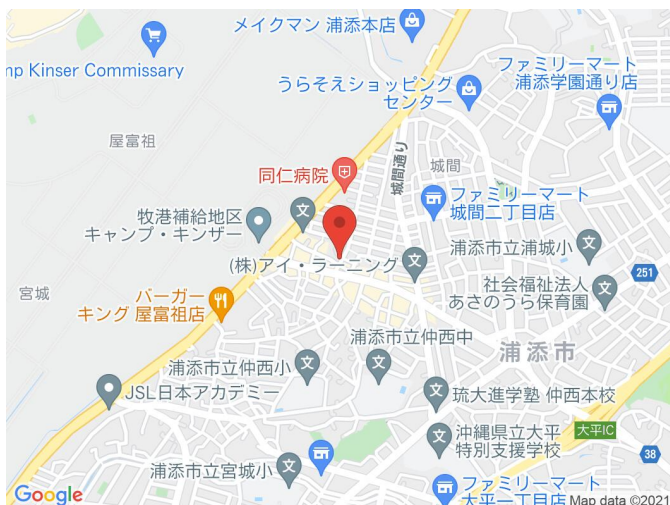 メイクマン 浦添本店
mp Kinser Commissary
ファミリーマート
浦添学園通り店
うらそえショッピング
センター
屋富祖
城間通り
城間
同仁病院
ファミリーマート
城間二丁目店
牧港補給地区
キャンプ・キンザー
(株)アイ・ラーニング
浦添市立浦城小
251
社会福祉法人
あさのうら保育園
宮城
バーガー
キング 屋富祖店
浦添市立仲西中
浦添市
浦添市立仲西小
JSL日本アカデミー
琉大進学塾 仲西本校
大平IC
沖縄県立大平
特別支援学校
38
浦添市立宮城小
ファミリーマート
大平一丁目店
Google
Map data ©2021